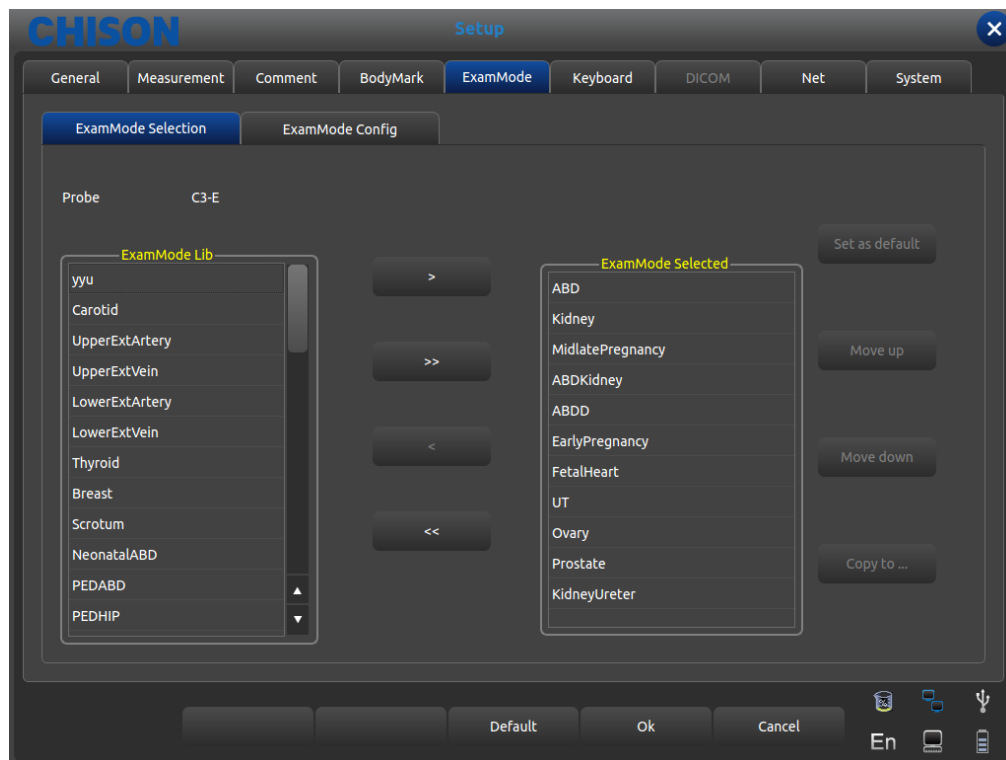 CHISON
Setup
General Measurement Comment BodyMark ExamMode Keyboard DICOM Net System
ExamMode Selection ExamMode Config
Probe C3-E
ExamMode Lib
yyu
Carotid
UpperExtArtery
UpperExtVein
LowerExtArtery
LowerExtVein
Thyroid
Breast
Scrotum
NeonatalABD
PEDABD
PEDHIP
>
>>
<
<<
ExamMode Selected
ABD
Kidney
MidlatePregnancy
ABDKidney
ABDD
EarlyPregnancy
FetalHeart
UT
Ovary
Prostate
KidneyUreter
Set as default
Move up
Move down
Copy to ...
Default Ok Cancel
En